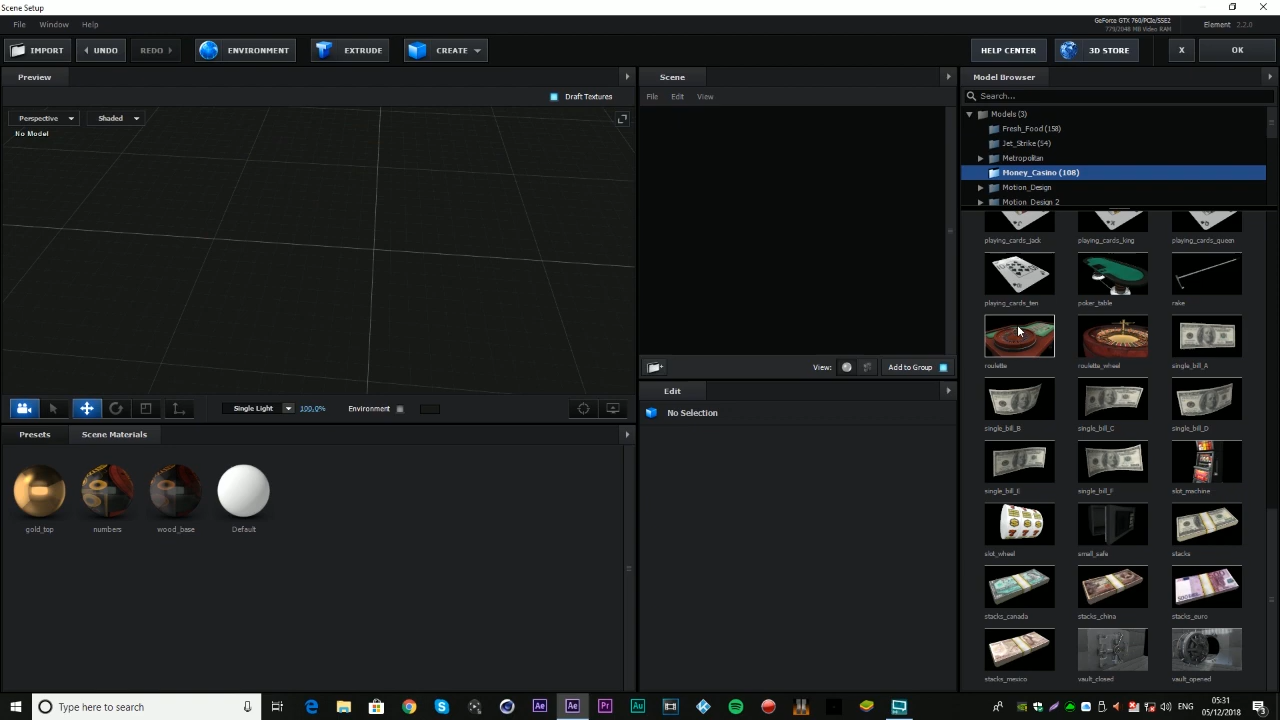 Scene Setup
File Window Help
GeForce GTX 760/PCIe/SSE2
779/2048 MB Video RAM
Element 2.2.0
IMPORT
UNDO
REDO
ENVIRONMENT
EXTRUDE
CREATE
HELP CENTER
3D STORE
X
OK
Preview
Scene
Model Browser
Draft Textures
File Edit View
Search...
Perspective
Shaded
No Model
Models (3)
Fresh_Food (158)
Jet_Strike (54)
Metropolitan
Money_Casino (108)
Motion_Design
Motion_Design 2
playing_cards_jack
playing_cards_king
playing_cards_queen
playing_cards_ten
poker_table
rake
roulette
roulette_wheel
single_bill_A
View:
Add to Group
Edit
No Selection
Single Light
100.0%
Environment
single_bill_B
single_bill_C
single_bill_D
Presets
Scene Materials
single_bill_E
single_bill_F
slot_machine
gold_top
numbers
wood_base
Default
slot_wheel
small_safe
stacks
stacks_canada
stacks_china
stacks_euro
stacks_mexico
vault_closed
vault_opened
Type here to search
ENG
05:31
05/12/2018